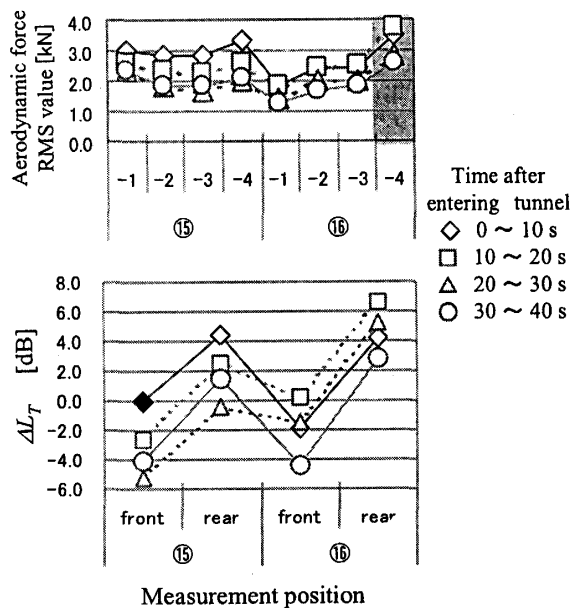 Aerodynamic force
RMS value [kN]
4.0
3.0
2.0
1.0
0.0
-1 -2 -3 -4 -1 -2 -3 -4
⑮ ⑯
Time after
entering tunnel
0 ~ 10 s
10 ~ 20 s
20 ~ 30 s
30 ~ 40 s
ΔL_T [dB]
8.0
6.0
4.0
2.0
0.0
-2.0
-4.0
-6.0
front rear front rear
⑮ ⑯
Measurement position